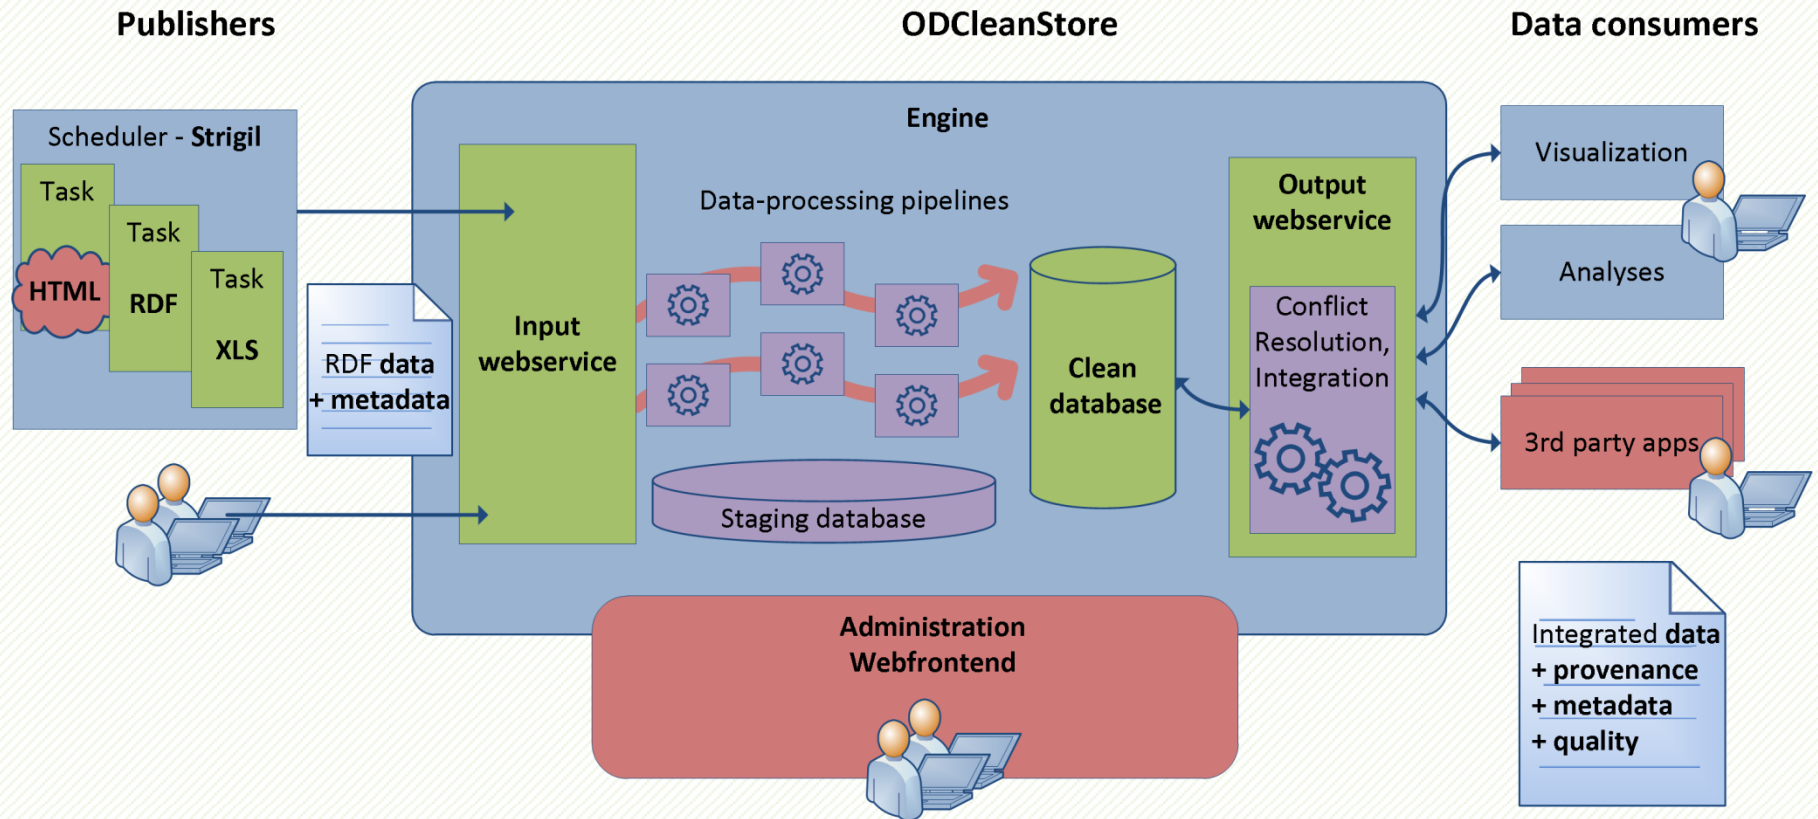 Publishers
ODCleanStore
Data consumers
Scheduler - Strigil
Task
HTML
Task
RDF
Task
XLS
RDF data
+ metadata
Engine
Input
webservice
Data-processing pipelines
Staging database
Clean
database
Output
webservice
Conflict
Resolution,
Integration
Administration
Webfrontend
Visualization
Analyses
3rd party apps
Integrated data
+ provenance
+ metadata
+ quality